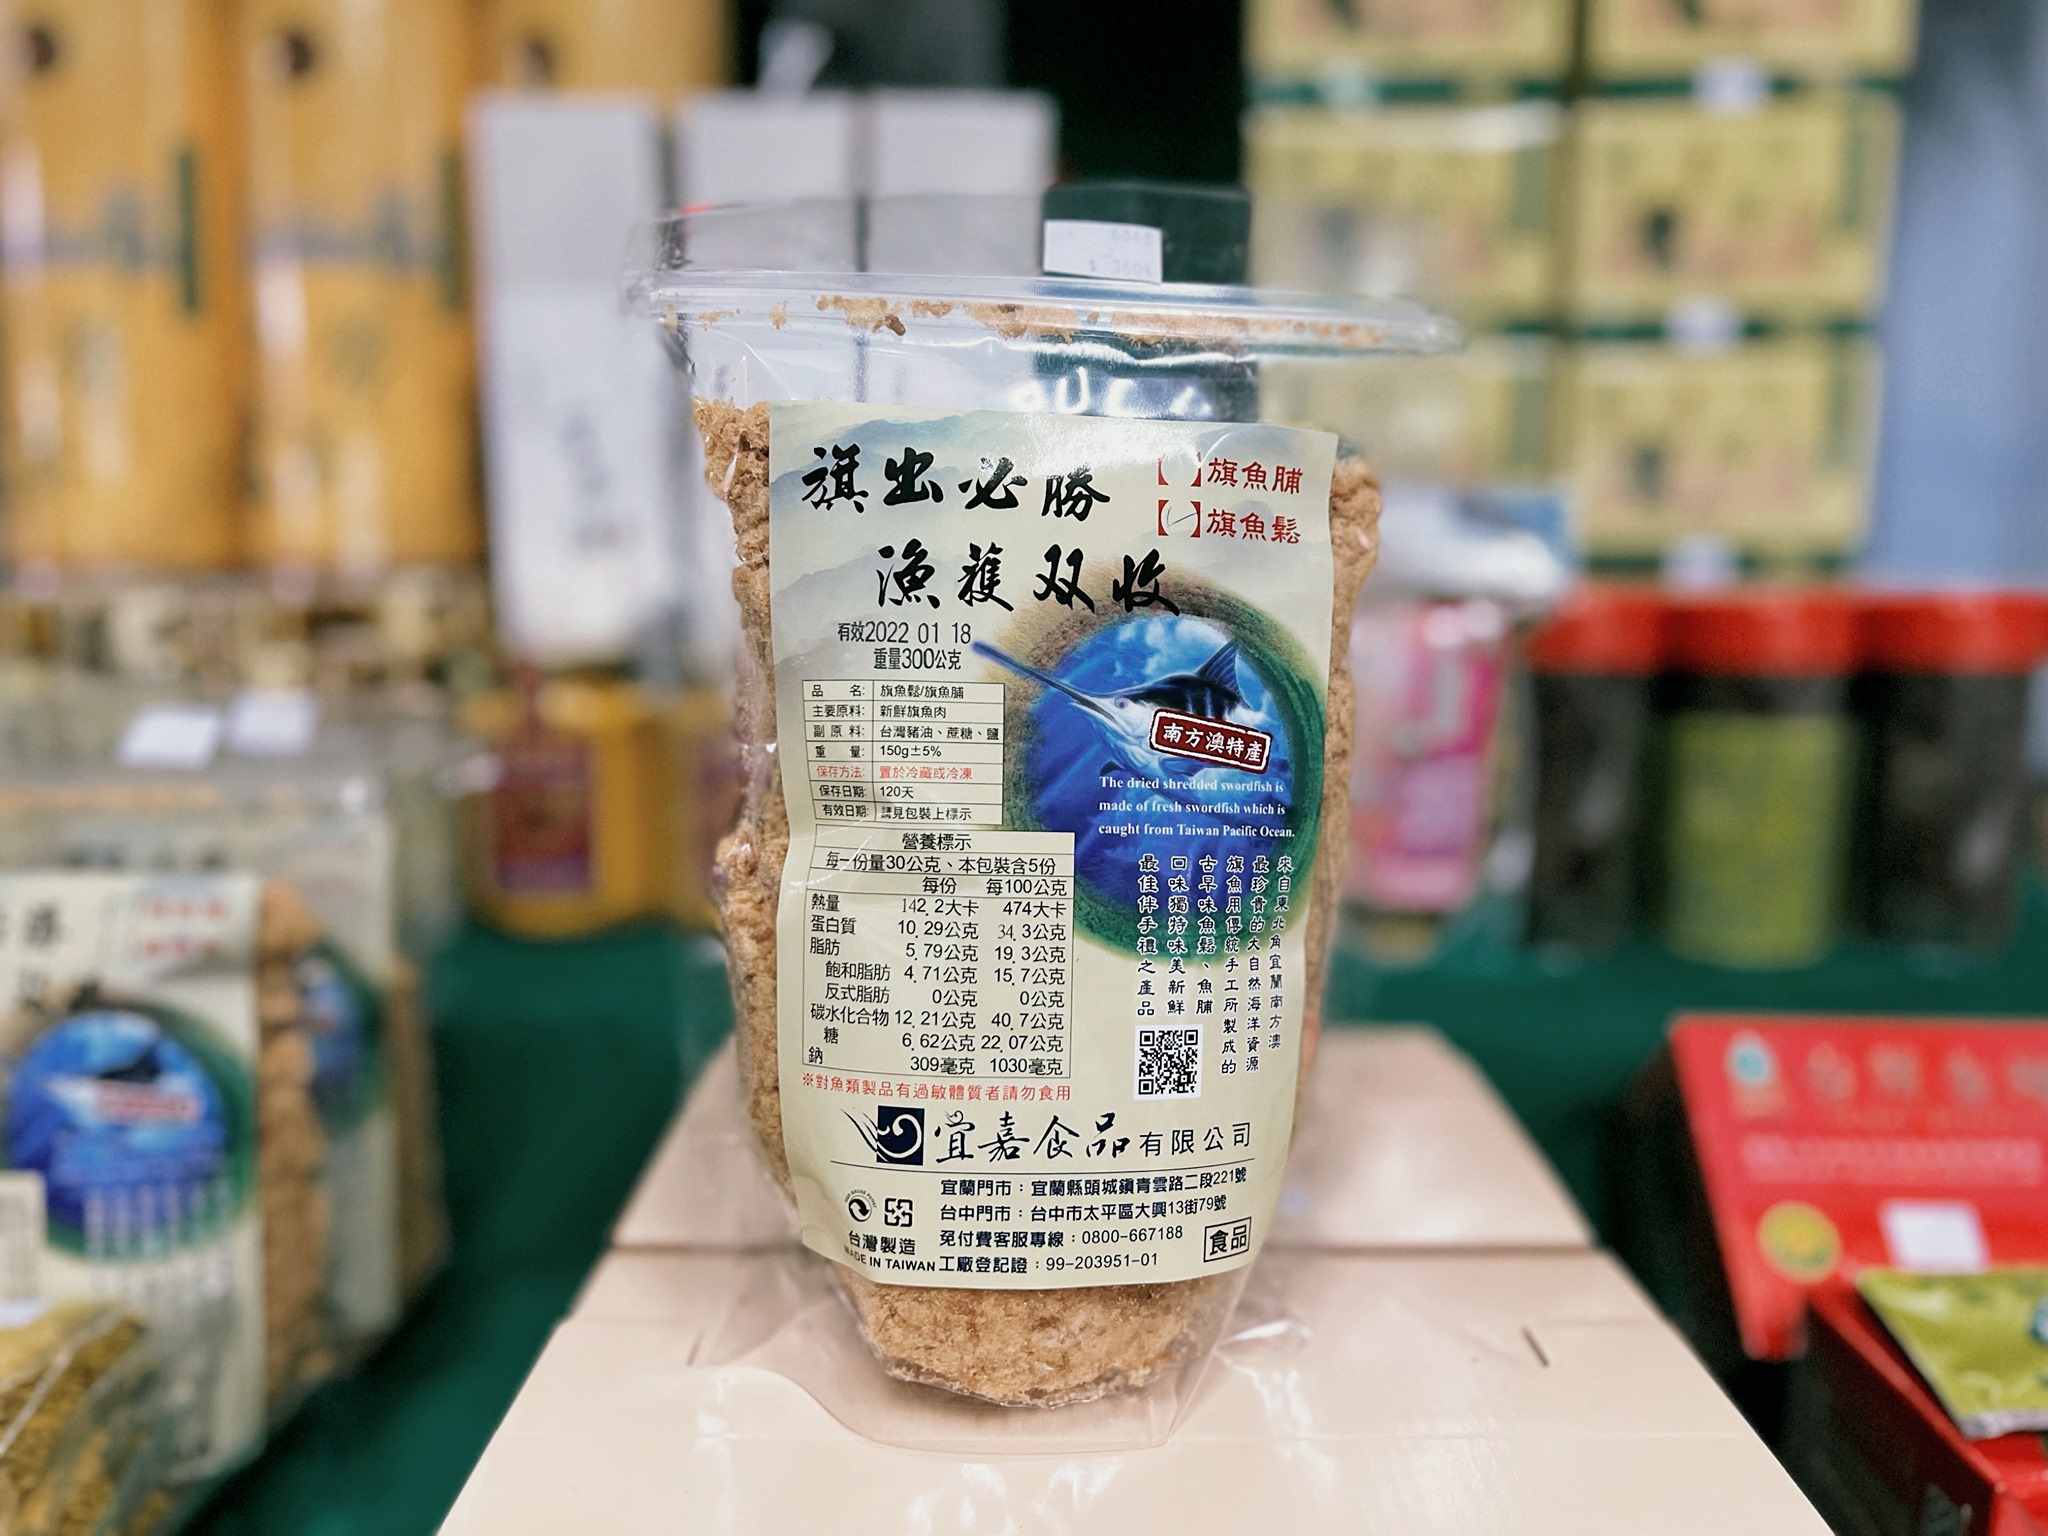 旗出必勝
漁獲双收
【 】旗魚脯
【✓】旗魚鬆
有效2022 01 18
重量300公克
品 名: 旗魚鬆/旗魚脯
主要原料: 新鮮旗魚肉
副 原 料: 台灣豬油、蔗糖、鹽
重 量: 150g±5%
保存方法: 置於冷藏或冷凍
保存日期: 120天
有效日期: 請見包裝上標示
營養標示
每一份量30公克、本包裝含5份
每份 每100公克
熱量 142.2大卡 474大卡
蛋白質 10.29公克 34.3公克
脂肪 5.79公克 19.3公克
飽和脂肪 4.71公克 15.7公克
反式脂肪 0公克 0公克
碳水化合物 12.21公克 40.7公克
糖 6.62公克 22.07公克
鈉 309毫克 1030毫克
※對魚類製品有過敏體質者請勿食用
南方澳特產
The dried shredded swordfish is
made of fresh swordfish which is
caught from Taiwan Pacific Ocean.
來自東北角宜蘭南方澳
最珍貴的大自然海洋資源
旗魚用傳統手工所製成的
古早味魚鬆、魚脯
回味獨特味美新鮮
最佳伴手禮之產品
宜嘉食品有限公司
宜蘭門市：宜蘭縣頭城鎮青雲路二段221號
台中門市：台中市太平區大興13街79號
免付費客服專線：0800-667188
工廠登記證：99-203951-01
食品
台灣製造
MADE IN TAIWAN